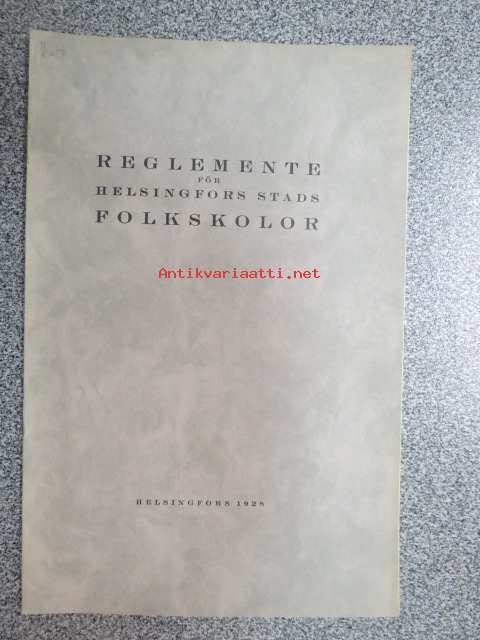 REGLEMENTE
FÖR
HELSINGFORS STADS
FOLKSKOLOR
Antikvariaatti.net
HELSINGFORS 1928